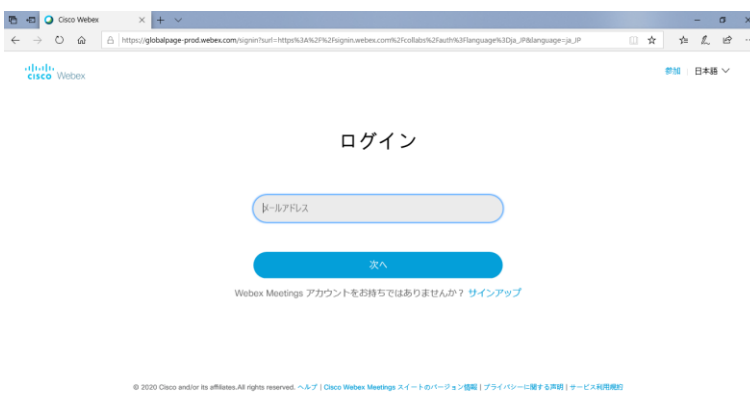 Cisco Webex
https://globalpage-prod.webex.com/signin?surl=https%3A%2F%2Fsignin.webex.com%2Fcollabs%2Fauth%3Flanguage%3Dja_JP&language=ja_JP
CISCO Webex
参加 | 日本語
ログイン
メールアドレス
次へ
Webex Meetings アカウントをお持ちではありませんか? サインアップ
© 2020 Cisco and/or its affiliates.All rights reserved. ヘルプ | Cisco Webex Meetings スイートのバージョン情報 | プライバシーに関する声明 | サービス利用規約